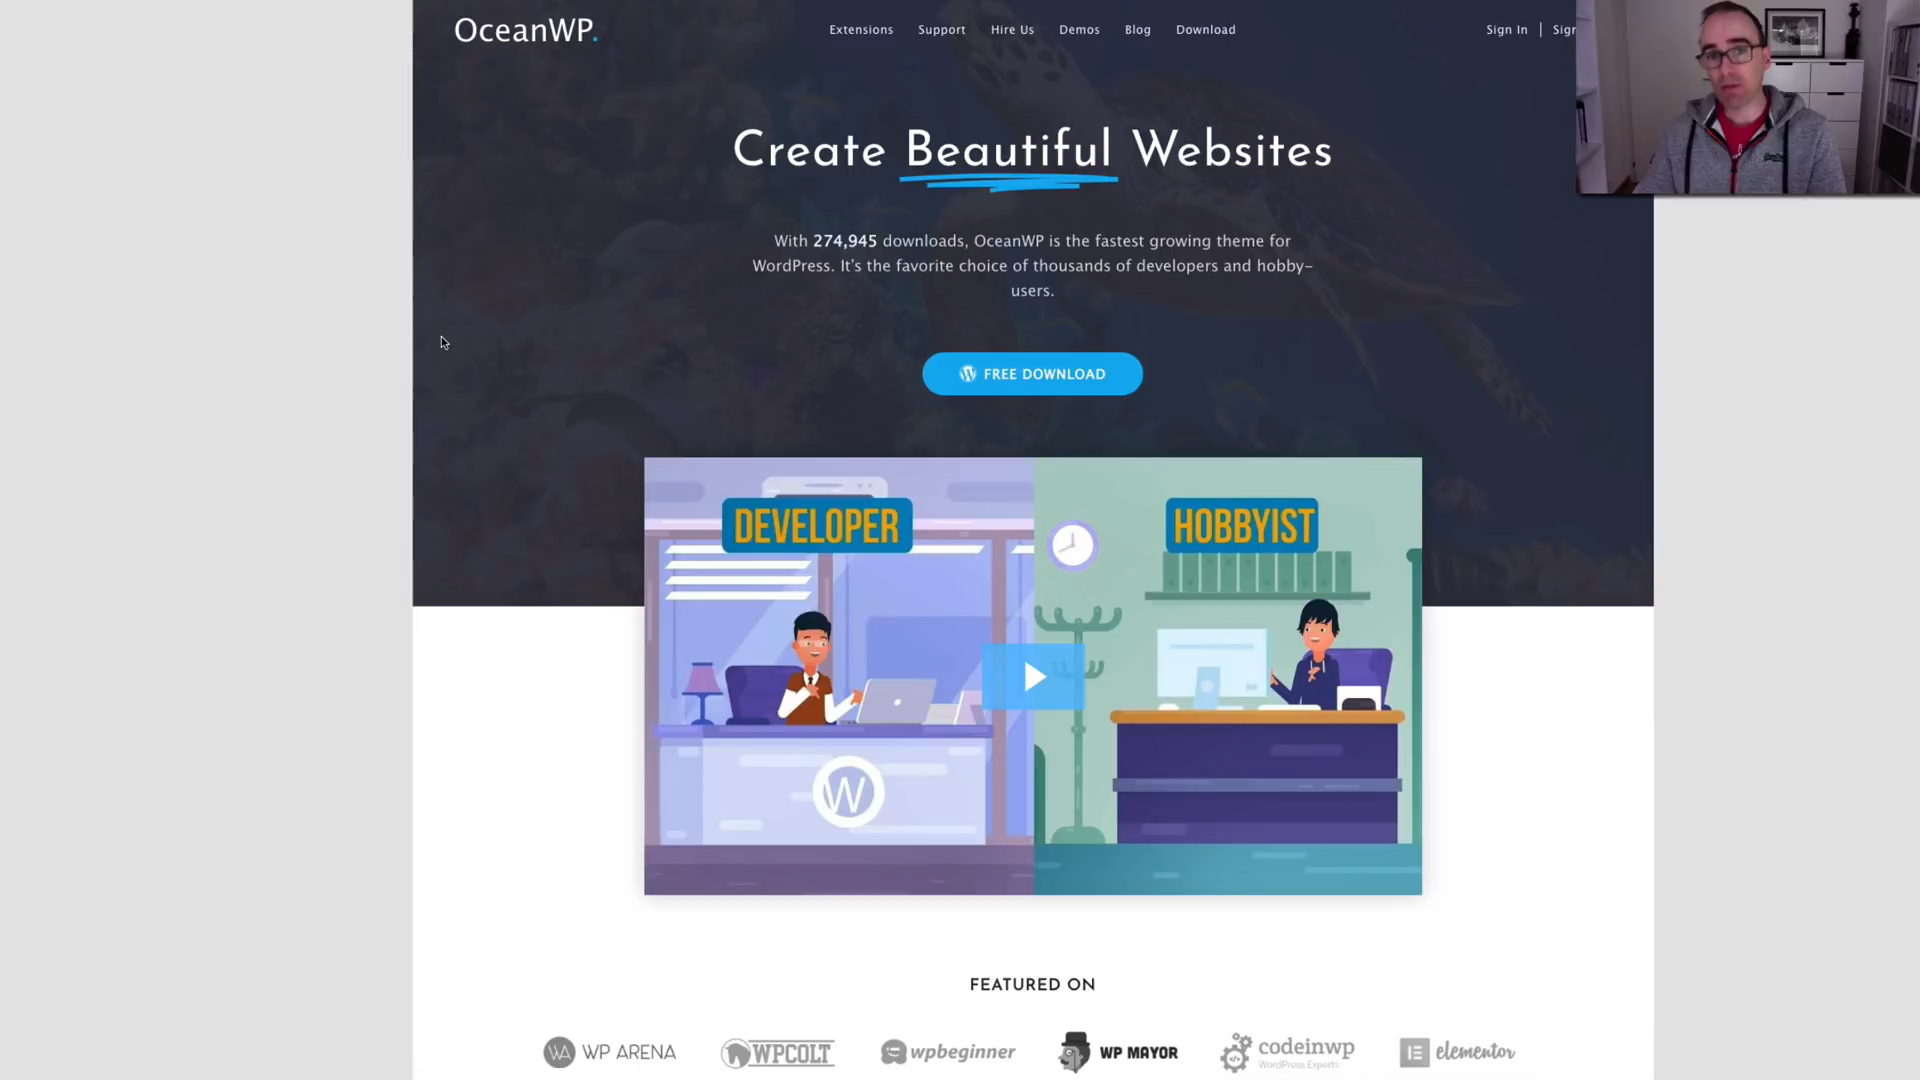 OceanWP.
Extensions Support Hire Us Demos Blog Download
Sign In | Sign
Create Beautiful Websites
With 274,945 downloads, OceanWP is the fastest growing theme for
WordPress. It's the favorite choice of thousands of developers and hobby-
users.
FREE DOWNLOAD
DEVELOPER
HOBBYIST
W
FEATURED ON
WA WP ARENA
WPCOLT
wpbeginner
WP MAYOR
codeinwp
WordPress Experts
elementor